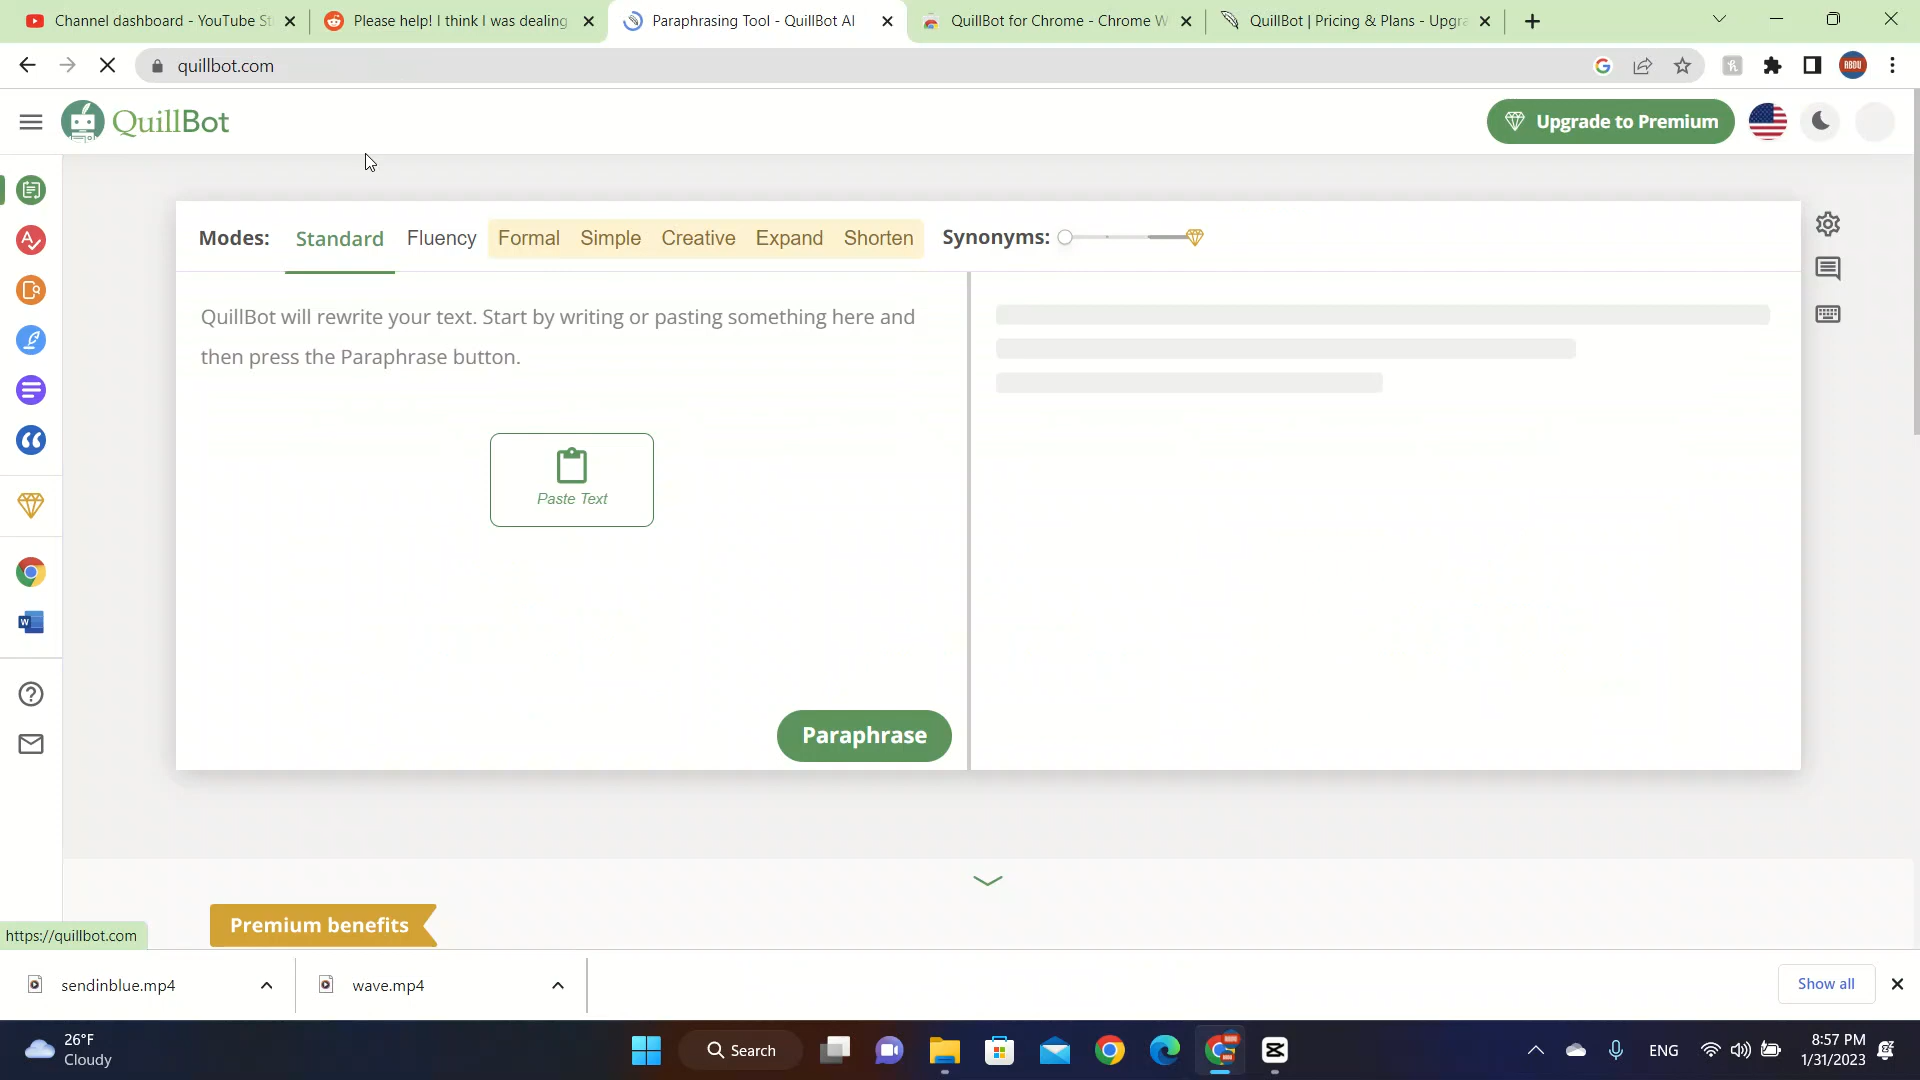 Channel dashboard - YouTube St
Please help! I think I was dealing
Paraphrasing Tool - QuillBot AI
QuillBot for Chrome - Chrome W
QuillBot | Pricing & Plans - Upgra
quillbot.com
ABDU
QuillBot
Upgrade to Premium
Modes:
Standard
Fluency
Formal
Simple
Creative
Expand
Shorten
Synonyms:
QuillBot will rewrite your text. Start by writing or pasting something here and
then press the Paraphrase button.
Paste Text
Paraphrase
Premium benefits
https://quillbot.com
sendinblue.mp4
wave.mp4
Show all
26°F
Cloudy
Search
ENG
8:57 PM
1/31/2023